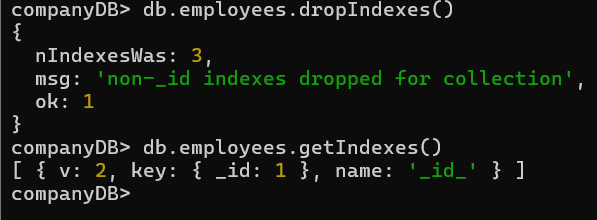 companyDB> db.employees.dropIndexes()
{
  nIndexesWas: 3,
  msg: 'non-_id indexes dropped for collection',
  ok: 1
}
companyDB> db.employees.getIndexes()
[ { v: 2, key: { _id: 1 }, name: '_id_' } ]
companyDB>